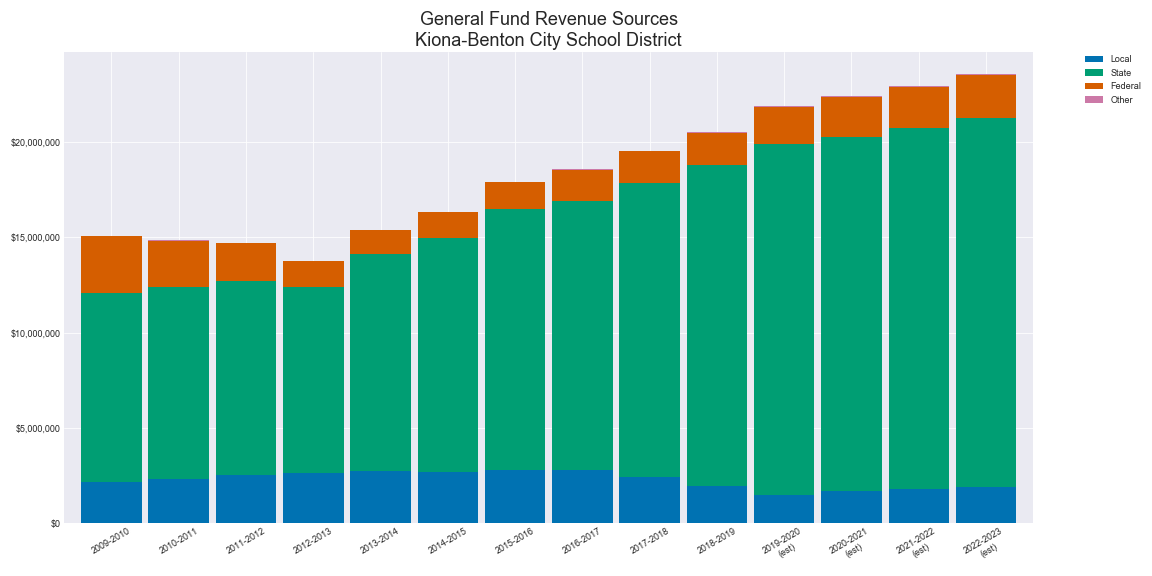 General Fund Revenue Sources
Kiona-Benton City School District
Local
State
Federal
Other
$20,000,000
$15,000,000
$10,000,000
$5,000,000
$0
2009-2010
2010-2011
2011-2012
2012-2013
2013-2014
2014-2015
2015-2016
2016-2017
2017-2018
2018-2019
2019-2020
(est)
2020-2021
(est)
2021-2022
(est)
2022-2023
(est)